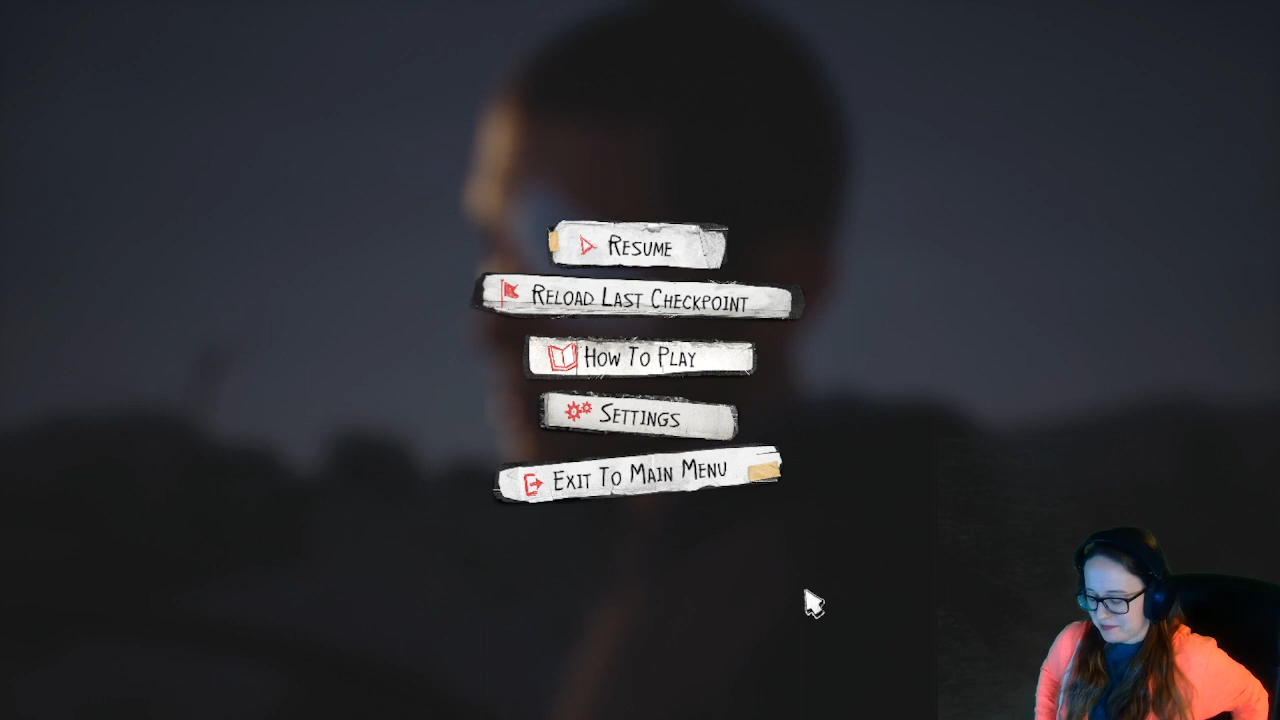 Resume
Reload Last Checkpoint
How To Play
Settings
Exit To Main Menu